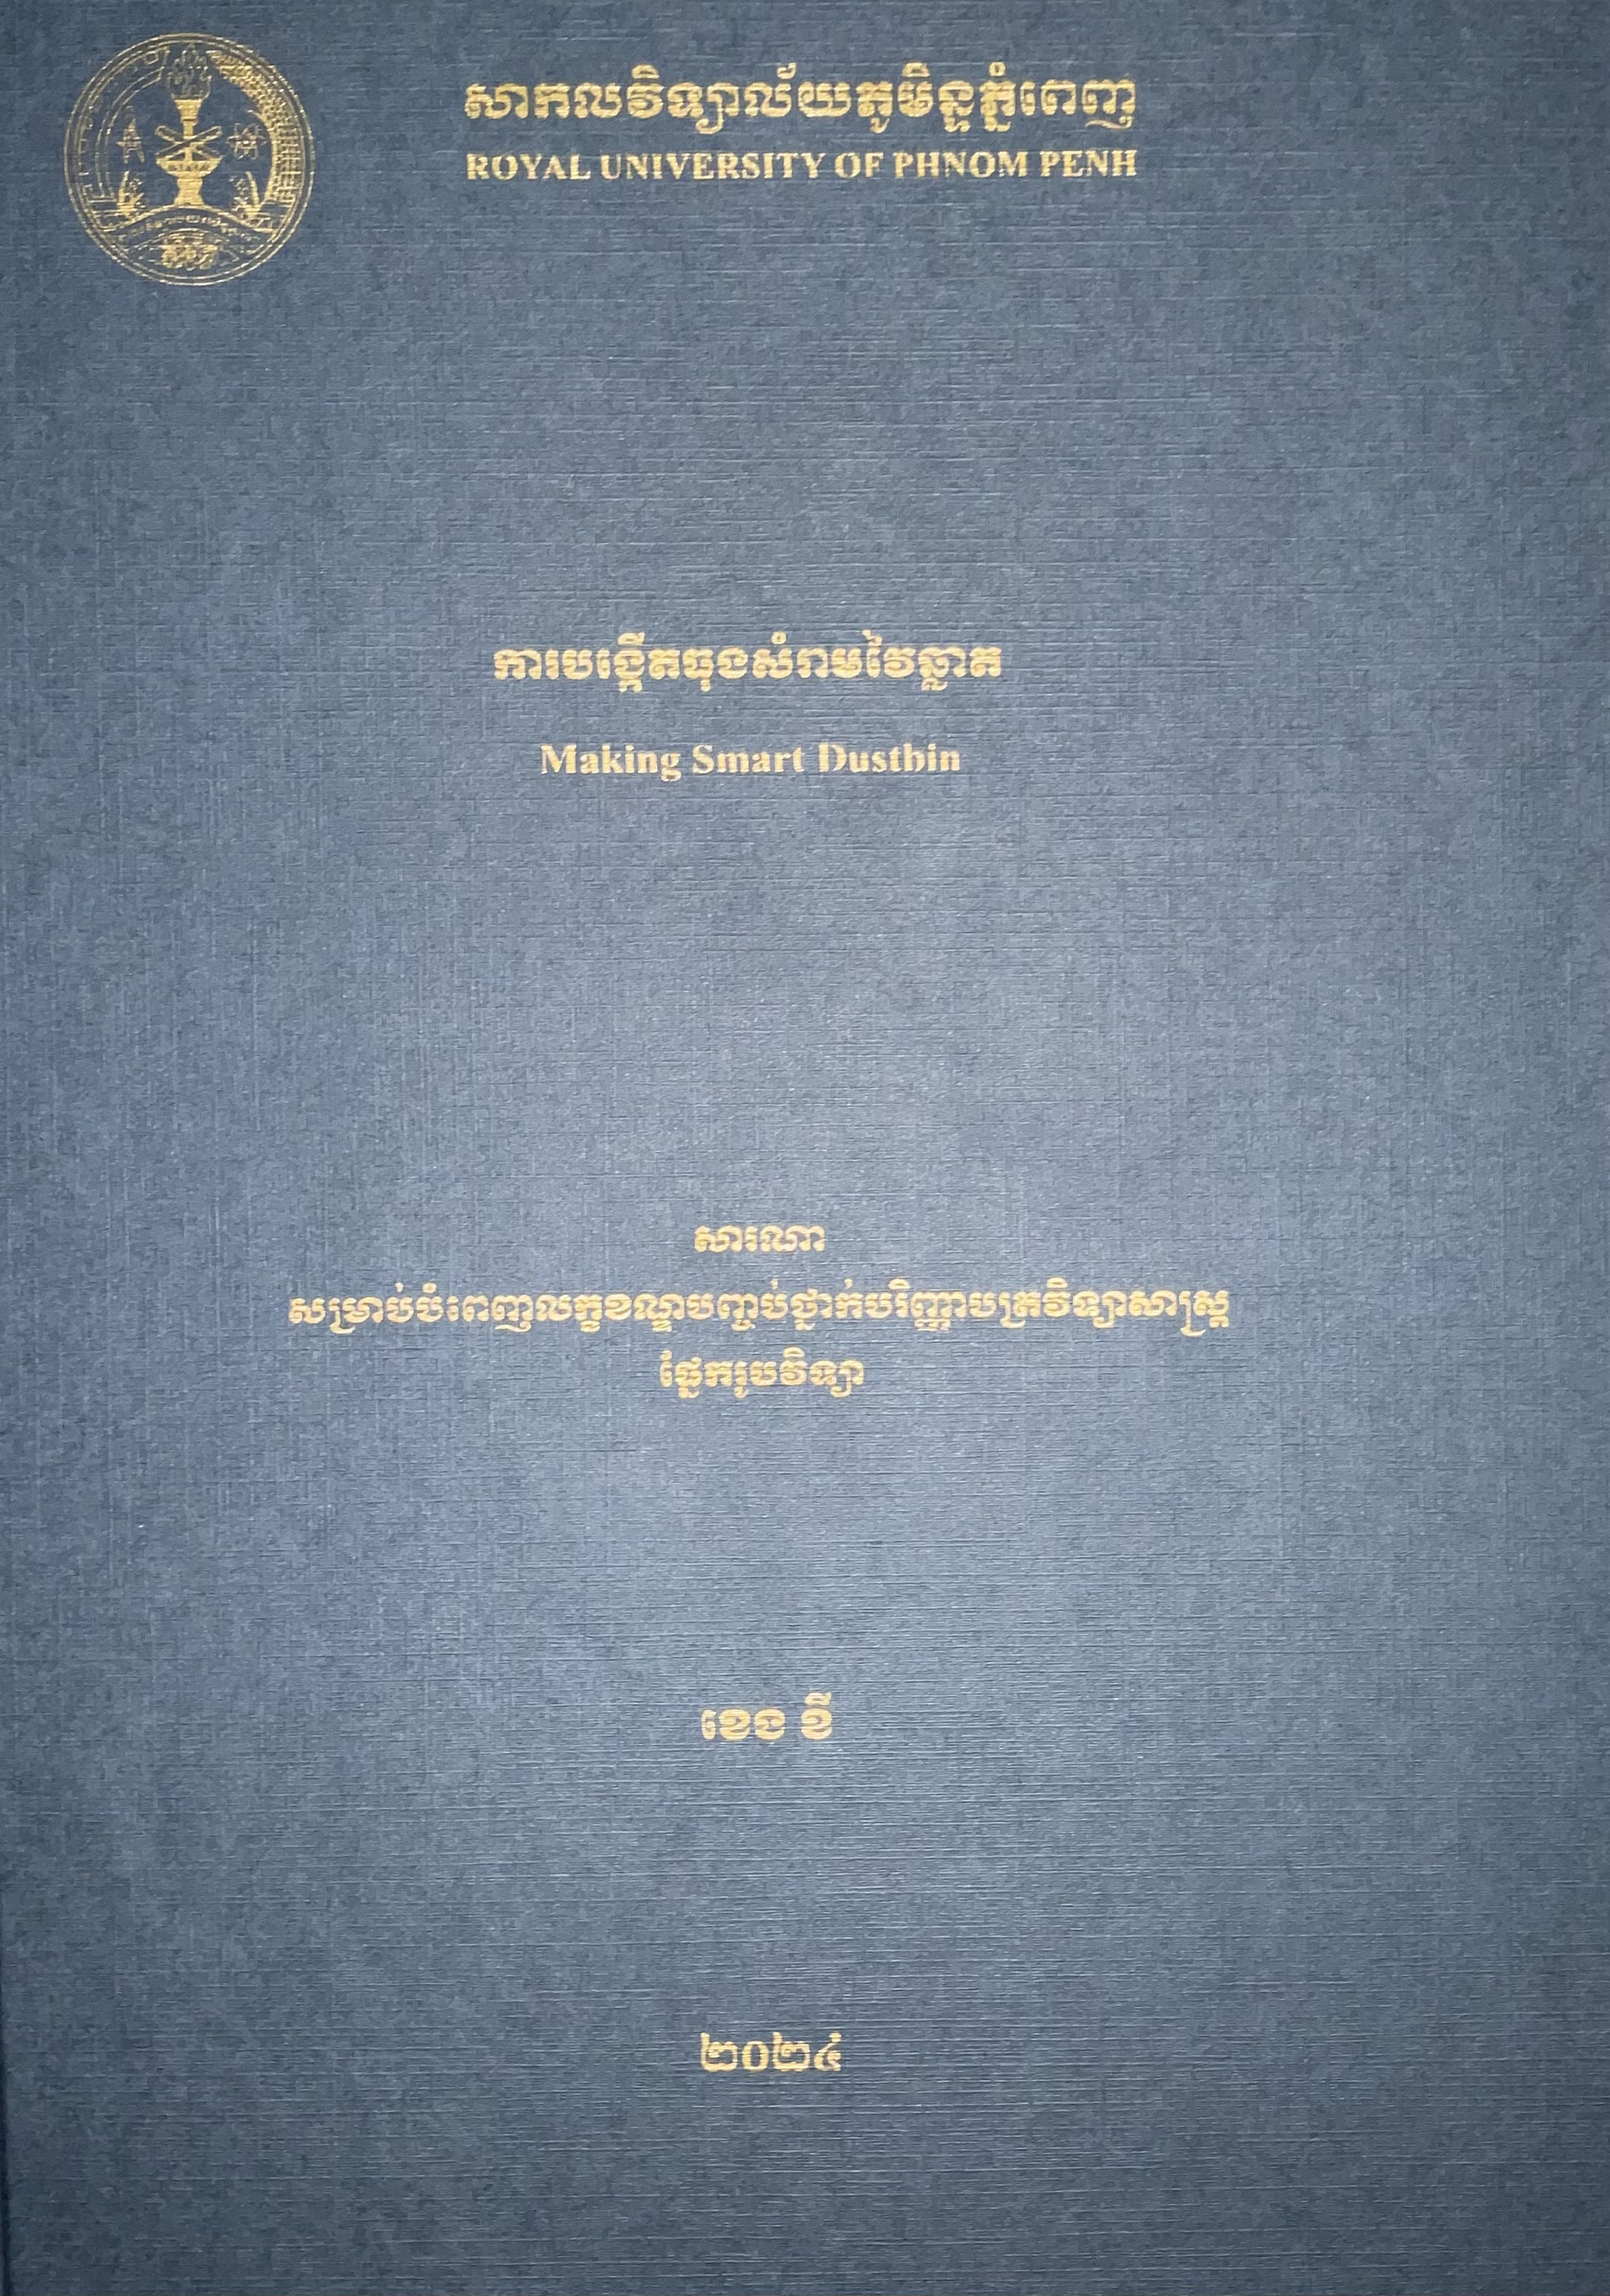 សាកលវិទ្យាល័យភូមិន្ទភ្នំពេញ
ROYAL UNIVERSITY OF PHNOM PENH
ការបង្កើតធុងសំរាមវៃឆ្លាត
Making Smart Dustbin
សារណា
សម្រាប់បំពេញលក្ខខណ្ឌបញ្ចប់ថ្នាក់បរិញ្ញាបត្រវិទ្យាសាស្ត្រ
ផ្នែករូបវិទ្យា
ខេង ខី
២០២៤